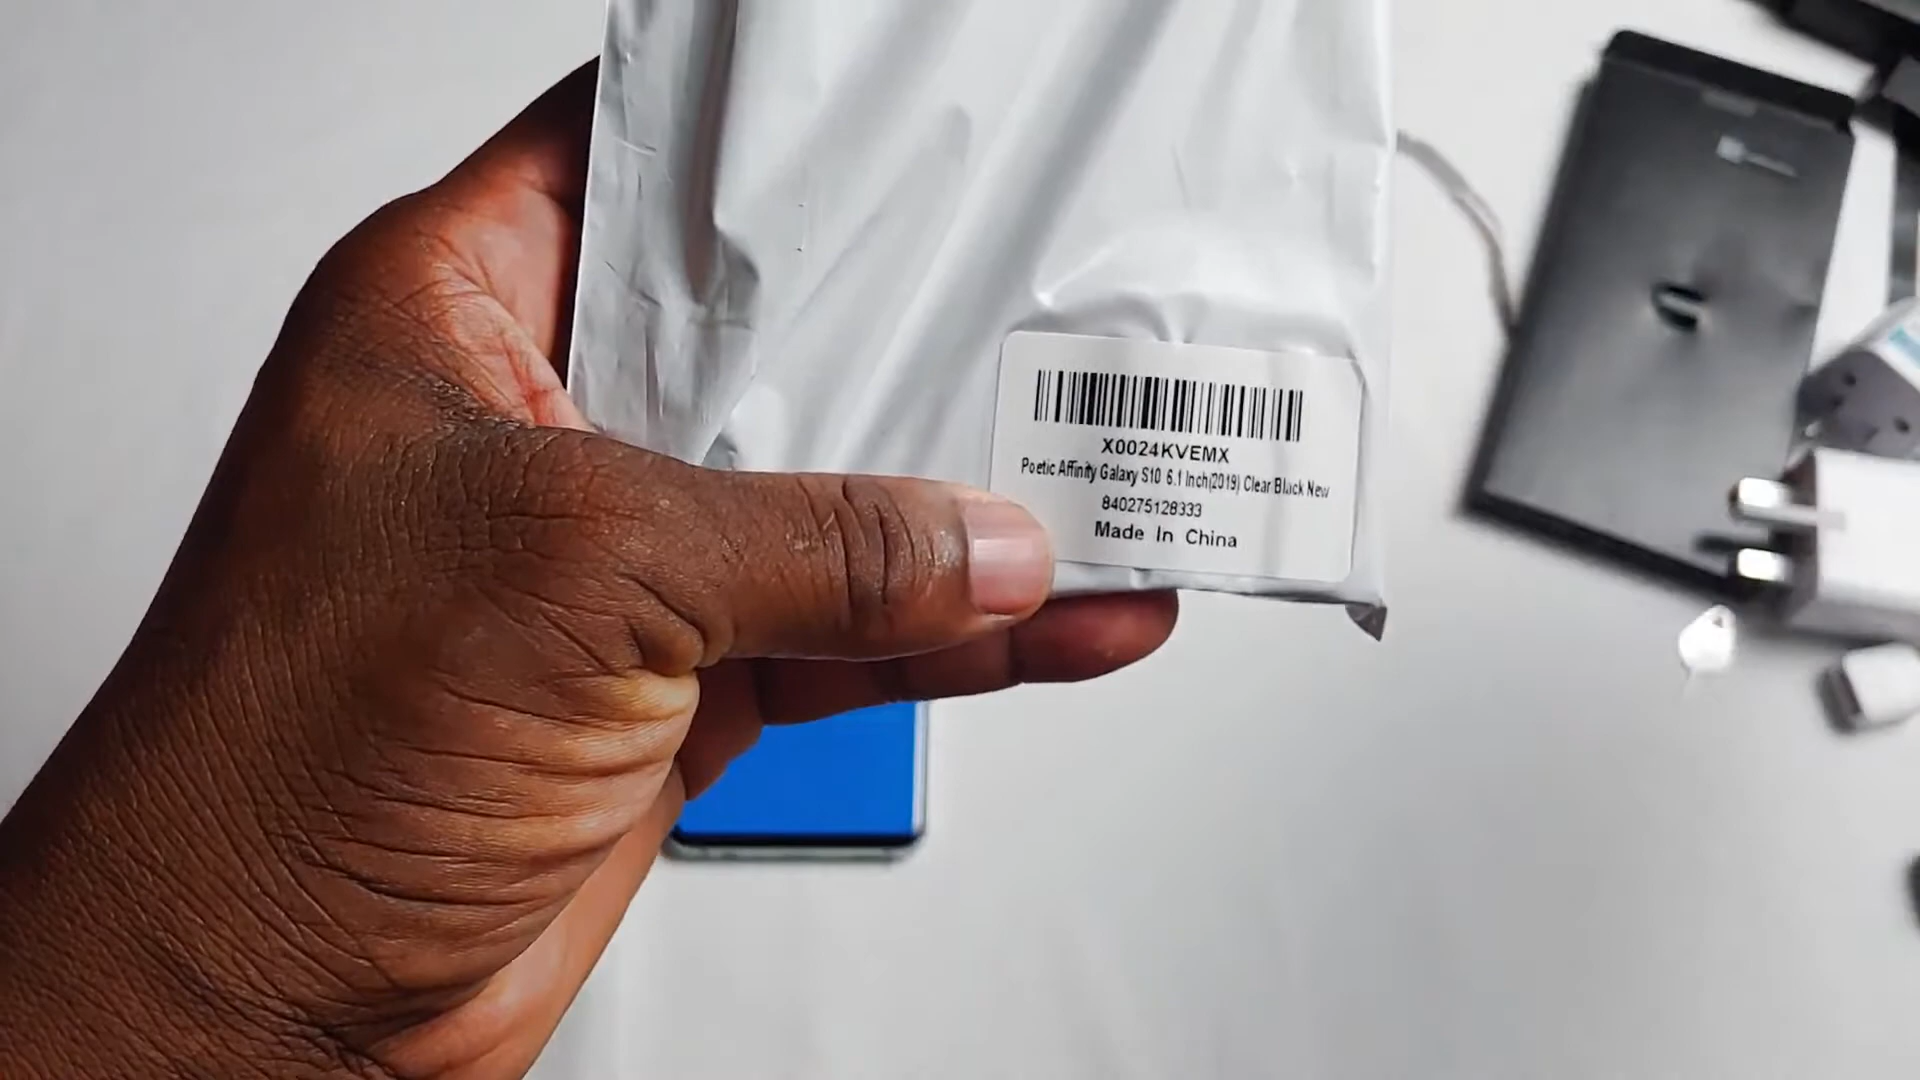 X0024KVEMX
Poetic Affinity Galaxy S10 6.1 Inch(2019) Clear Black New
840275128333
Made In China